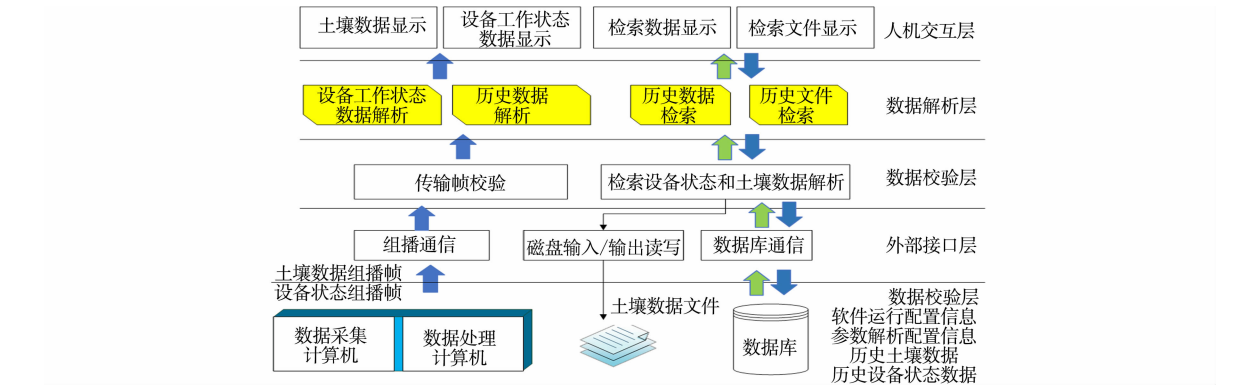 土壤数据显示
设备工作状态
数据显示
检索数据显示
检索文件显示
人机交互层
设备工作状态
数据解析
历史数据
解析
历史数据
检索
历史文件
检索
数据解析层
传输帧校验
检索设备状态和土壤数据解析
数据校验层
组播通信
磁盘输入/输出读写
数据库通信
外部接口层
土壤数据组播帧
设备状态组播帧
数据采集
计算机
数据处理
计算机
土壤数据文件
数据库
数据校验层
软件运行配置信息
参数解析配置信息
历史土壤数据
历史设备状态数据